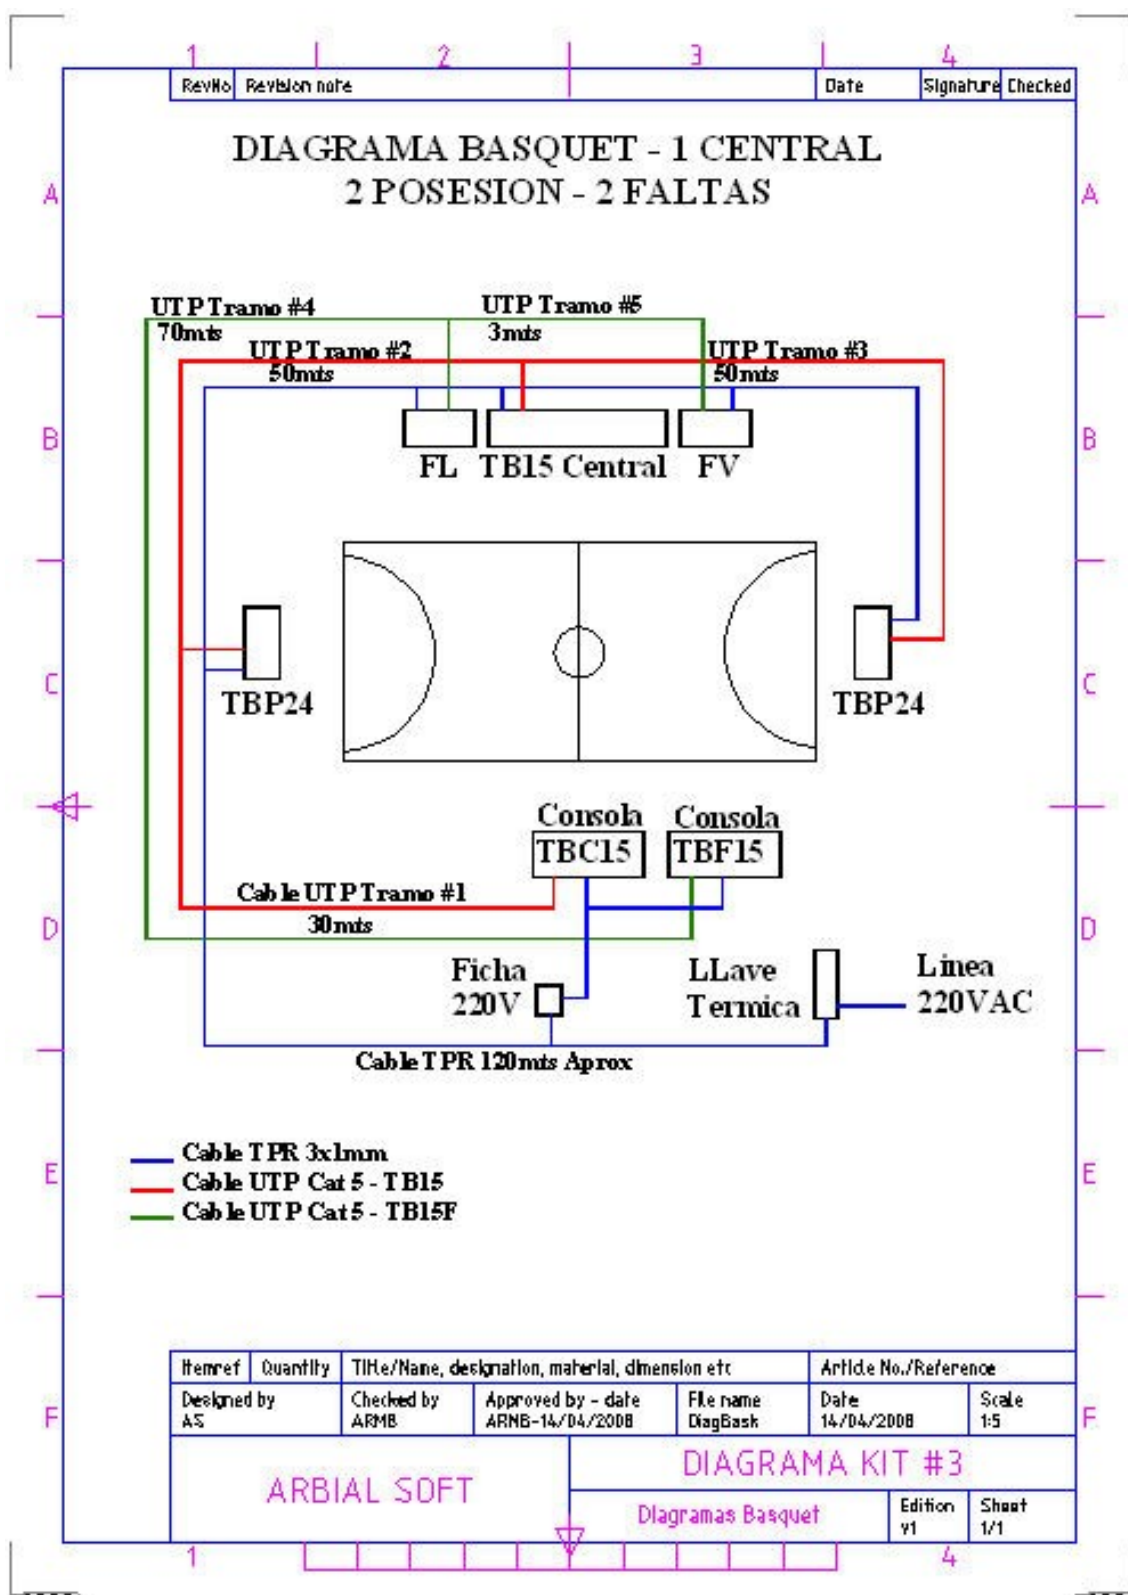 1 2 3 4
RevNo Revision note Date Signature Checked
DIAGRAMA BASQUET - 1 CENTRAL
2 POSESION - 2 FALTAS
A A
UTP Tramo #4 UTP Tramo #5
70mts 3mts
UTP Tramo #2 UTP Tramo #3
50mts 50mts
B B
FL TB15 Central FV
C C
TBP24 TBP24
Consola Consola
TBC15 TBF15
Cable UTP Tramo #1
30mts
D D
Ficha LLave Linea
220V Termica 220VAC
Cable TPR 120mts Aprox
Cable TPR 3x1mm
E E
Cable UTP Cat 5 - TB15
Cable UTP Cat 5 - TB15F
Itemref Quantity Title/Name, designation, material, dimension etc Article No./Reference
Designed by Checked by Approved by - date File name Date Scale
F F
AS ARMB ARMB-14/04/2008 DiagBask 14/04/2008 1:5
DIAGRAMA KIT #3
ARBIAL SOFT
Diagramas Basquet Edition Sheet
v1 1/1
1 4